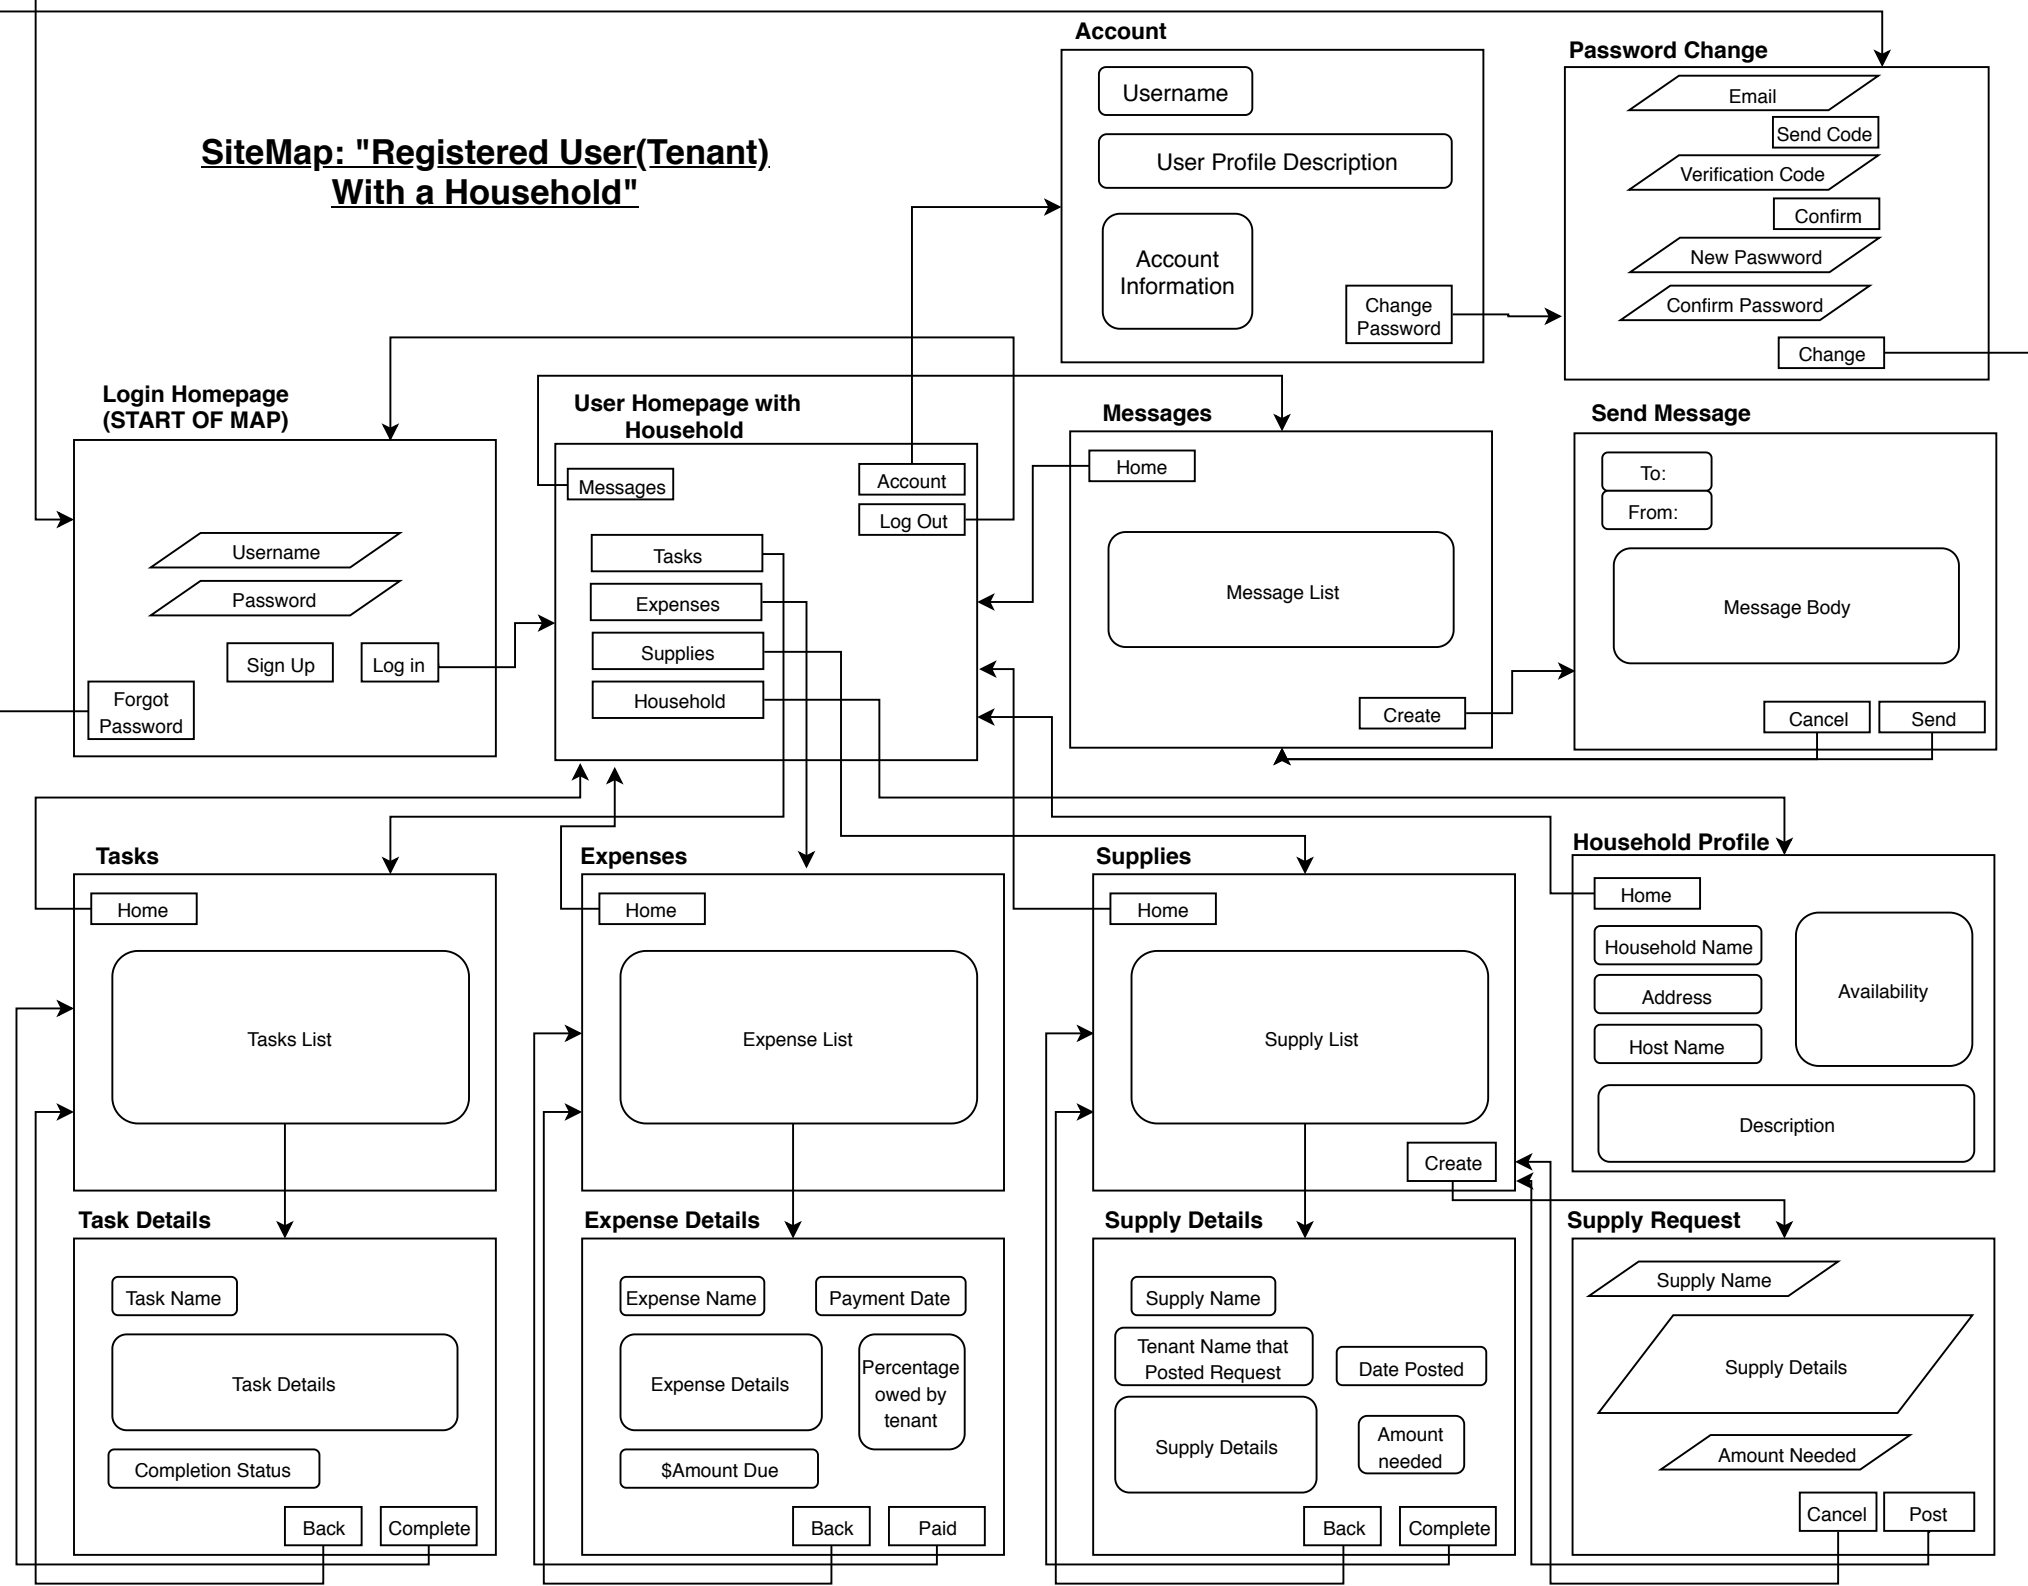 Account
Username
User Profile Description
Account
Information
Change
Password
Password Change
Email
Send Code
Verification Code
Confirm
New Paswword
Confirm Password
Change
SiteMap: "Registered User(Tenant)
With a Household"
Login Homepage
(START OF MAP)
Username
Password
Sign Up
Log in
Forgot
Password
User Homepage with
Household
Messages
Account
Log Out
Tasks
Expenses
Supplies
Household
Messages
Home
Message List
Create
Send Message
To:
From:
Message Body
Cancel
Send
Tasks
Home
Tasks List
Expenses
Home
Expense List
Supplies
Home
Supply List
Create
Household Profile
Home
Household Name
Address
Host Name
Availability
Description
Task Details
Task Name
Task Details
Completion Status
Back
Complete
Expense Details
Expense Name
Payment Date
Expense Details
Percentage
owed by
tenant
$Amount Due
Back
Paid
Supply Details
Supply Name
Tenant Name that
Posted Request
Date Posted
Supply Details
Amount
needed
Back
Complete
Supply Request
Supply Name
Supply Details
Amount Needed
Cancel
Post